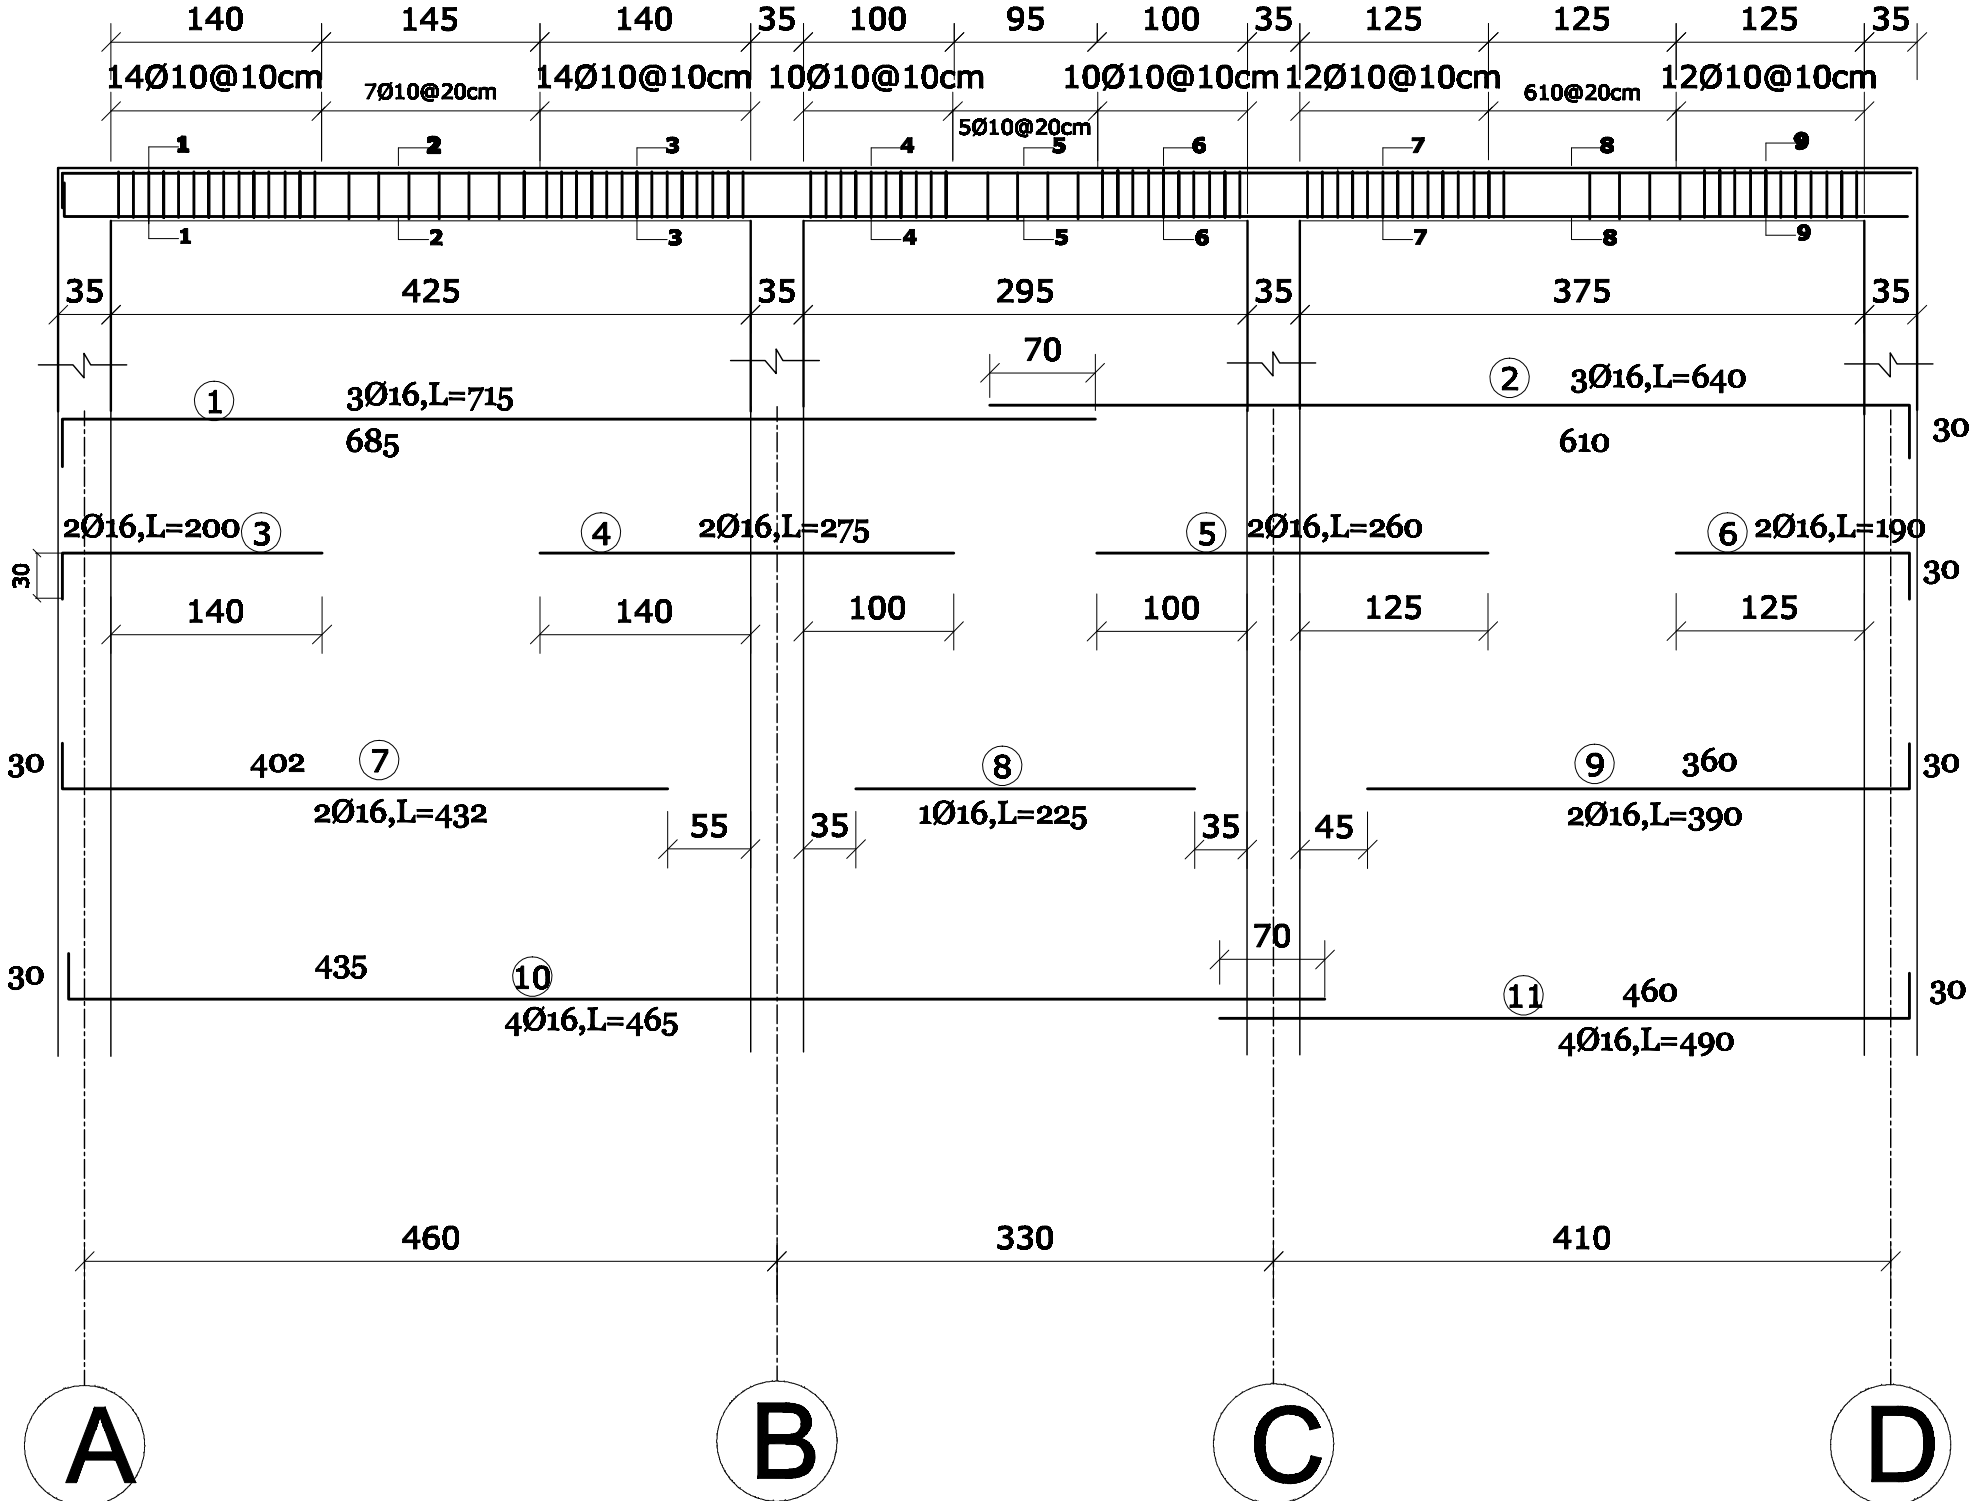 140 145 140 35 100 95 100 35 125 125 125 35
14Ø10@10cm 7Ø10@20cm 14Ø10@10cm 10Ø10@10cm 5Ø10@20cm 10Ø10@10cm 12Ø10@10cm 610@20cm 12Ø10@10cm
1 2 3 4 5 6 7 8 9
1 2 3 4 5 6 7 8 9
35 425 35 295 35 375 35
70
1 3Ø16,L=715 2 3Ø16,L=640
685 610 30
2Ø16,L=200 3 4 2Ø16,L=275 5 2Ø16,L=260 6 2Ø16,L=190
30 30
140 140 100 100 125 125
30 402 7 8 9 360 30
2Ø16,L=432 1Ø16,L=225 2Ø16,L=390
55 35 35 45
70
30 435 10 11 460 30
4Ø16,L=465 4Ø16,L=490
460 330 410
A B C D